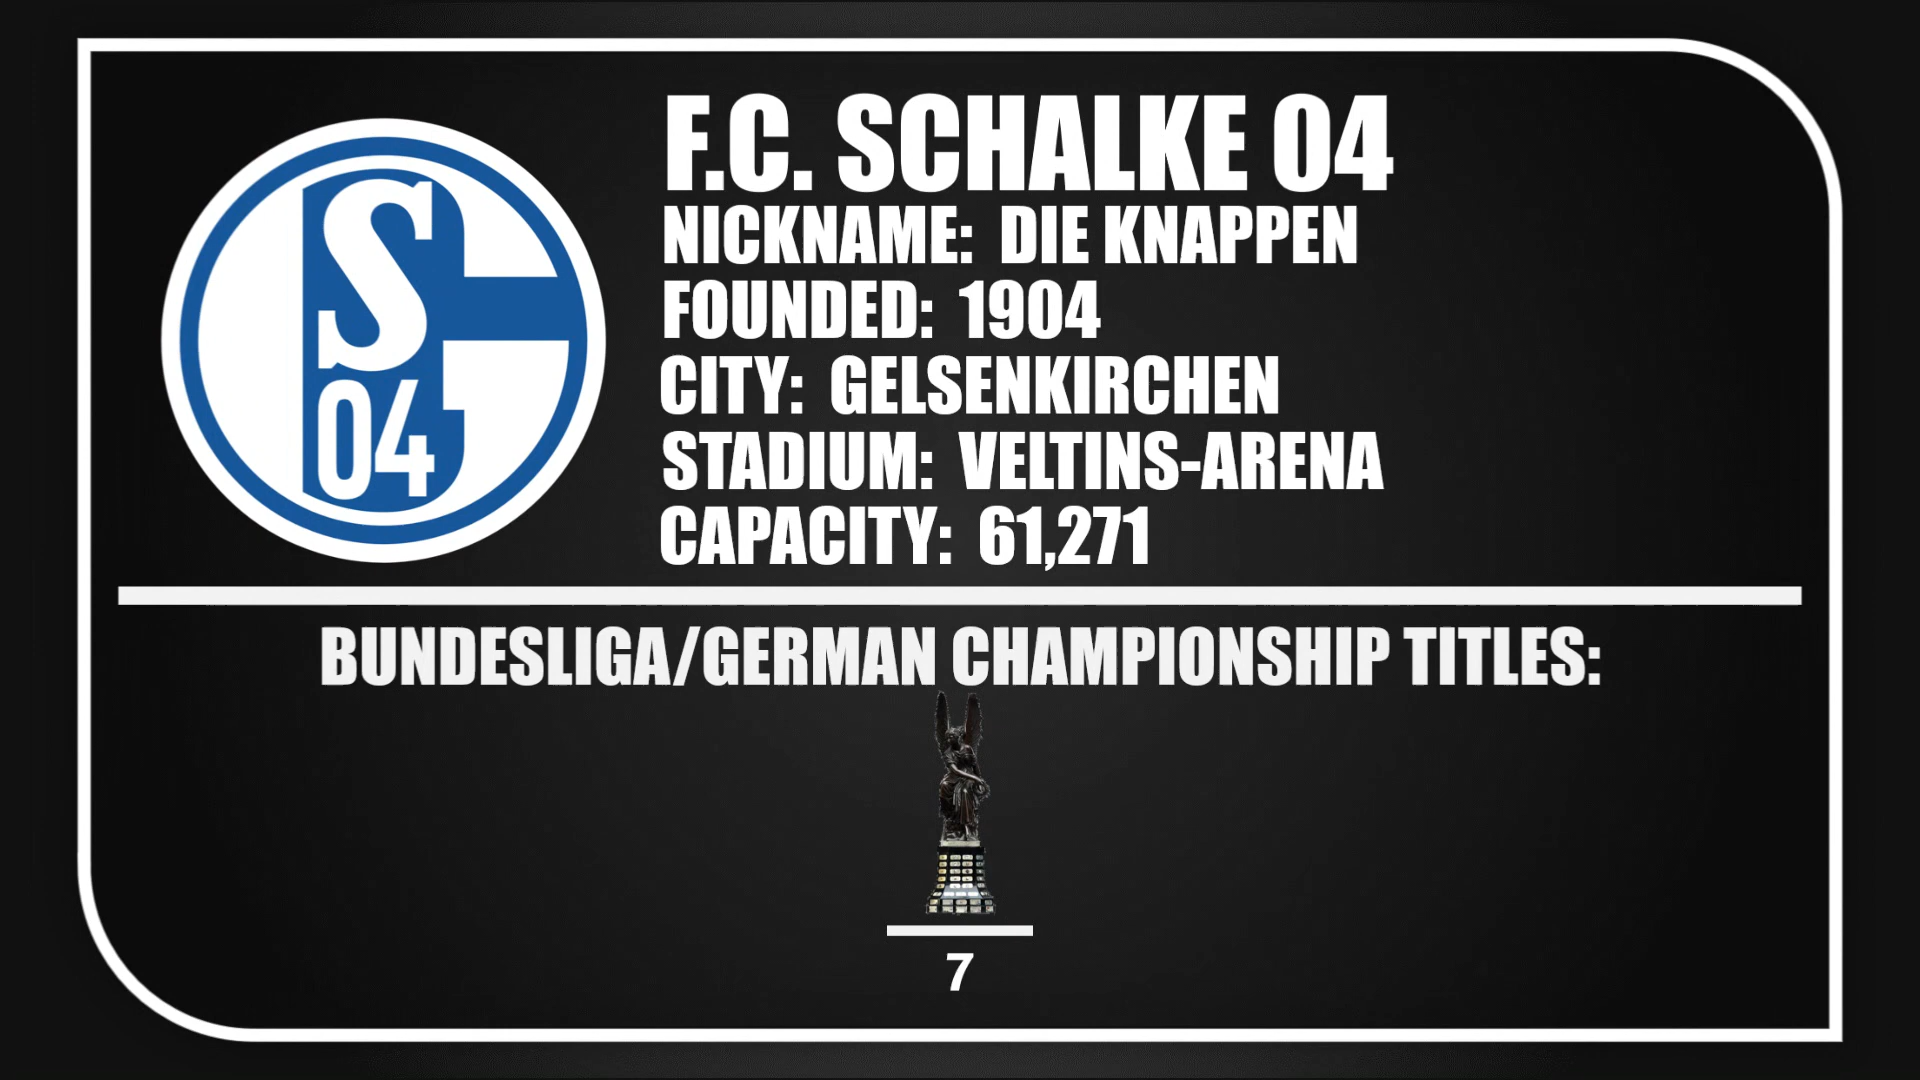 S
04
F.C. SCHALKE 04
NICKNAME: DIE KNAPPEN
FOUNDED: 1904
CITY: GELSENKIRCHEN
STADIUM: VELTINS-ARENA
CAPACITY: 61,271
BUNDESLIGA/GERMAN CHAMPIONSHIP TITLES:
7